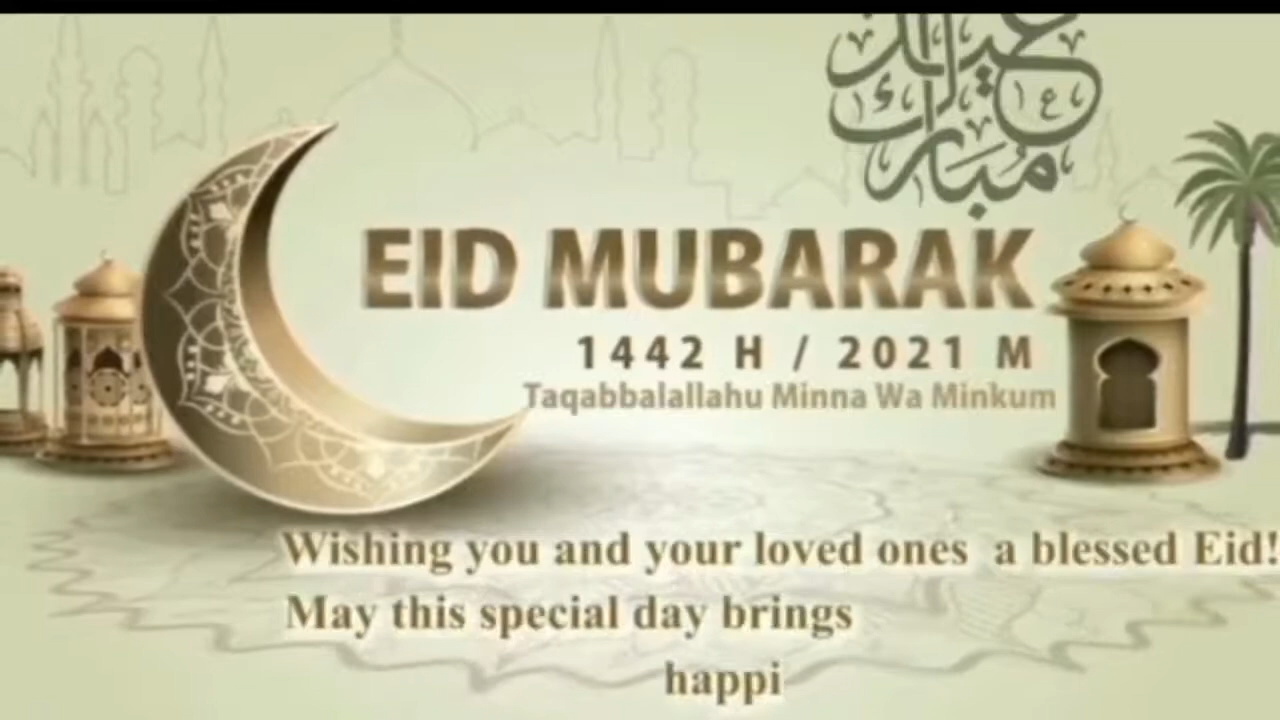 عيد
مبارك
EID MUBARAK
1442 H / 2021 M
Taqabbalallahu Minna Wa Minkum
Wishing you and your loved ones a blessed Eid!
May this special day brings
happi